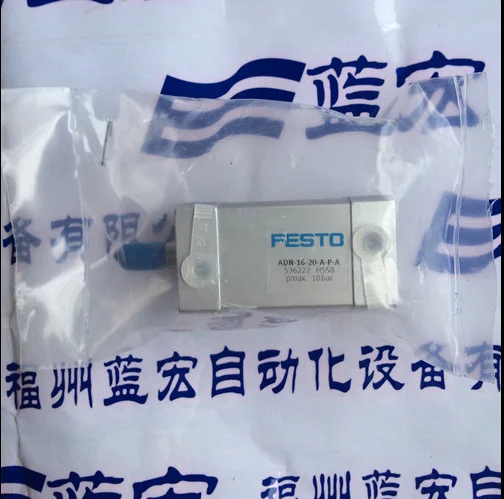 蓝宏
FESTO
ADN-16-20-A-P-A
536222 H558
pmax 10bar
备有限
福州蓝宏自动化设备有
蓝宏
福州蓝